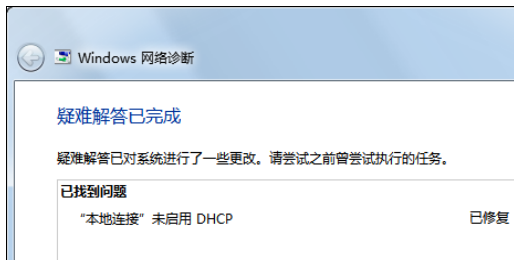 Windows 网络诊断
疑难解答已完成
疑难解答已对系统进行了一些更改。请尝试之前曾尝试执行的任务。
已找到问题
“本地连接”未启用 DHCP 已修复